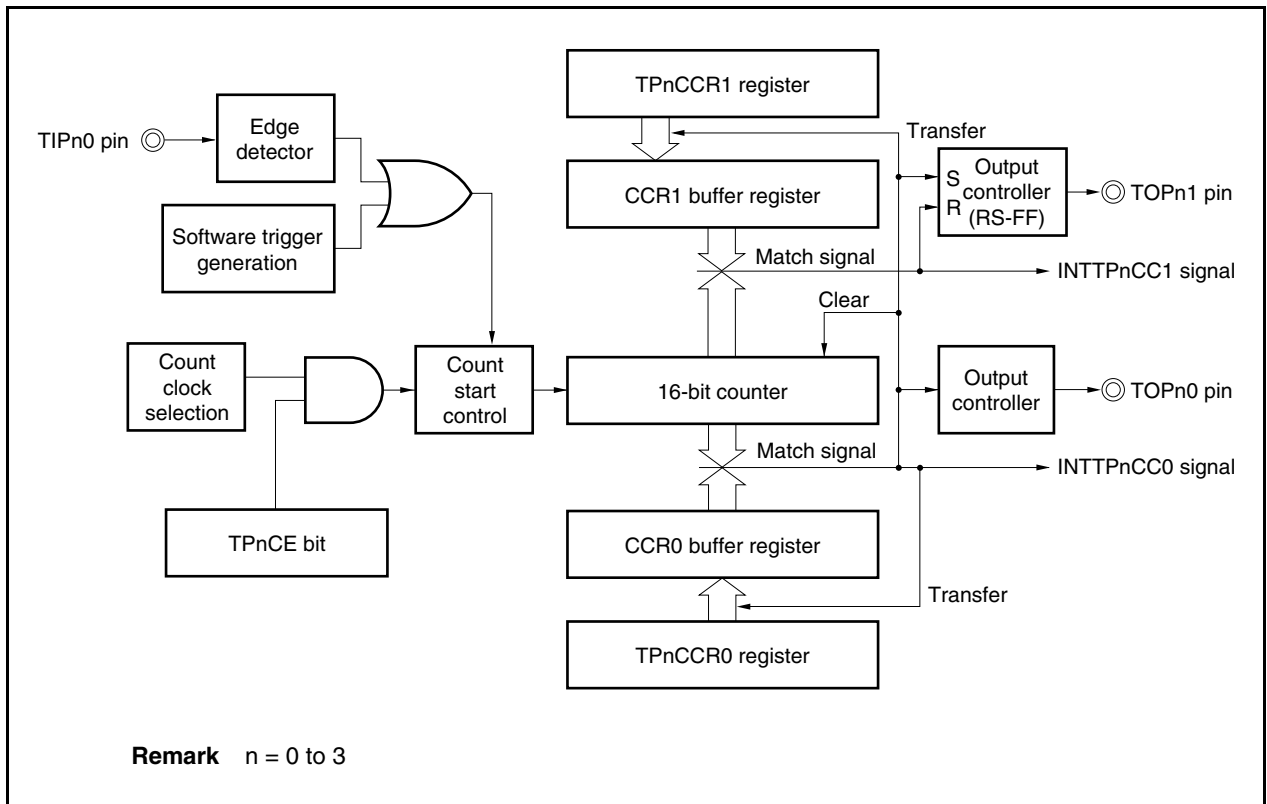 TPnCCR1 register
TIPn0 pin
Edge
detector
Transfer
CCR1 buffer register
S
R
Output
controller
(RS-FF)
TOPn1 pin
Software trigger
generation
Match signal
INTTPnCC1 signal
Clear
Count
clock
selection
Count
start
control
16-bit counter
Output
controller
TOPn0 pin
Match signal
INTTPnCC0 signal
TPnCE bit
CCR0 buffer register
Transfer
TPnCCR0 register
Remark n = 0 to 3